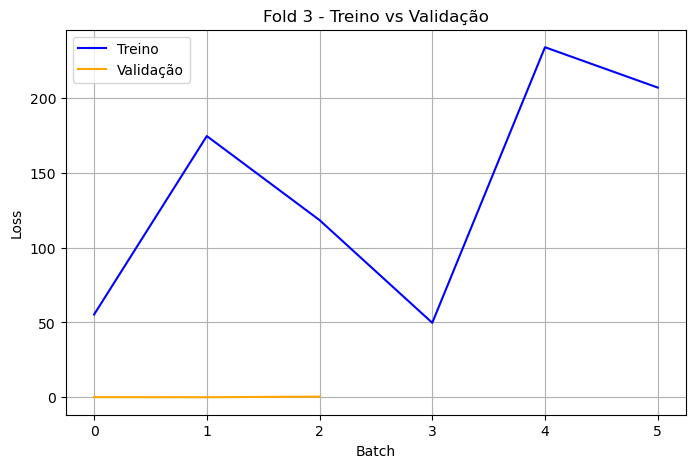 Fold 3 - Treino vs Validação
Treino
Validação
200
150
100
50
0
Loss
0 1 2 3 4 5
Batch